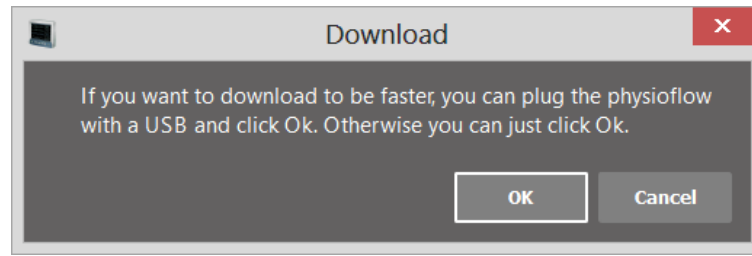 Download
If you want to download to be faster, you can plug the physioflow
with a USB and click Ok. Otherwise you can just click Ok.
OK
Cancel